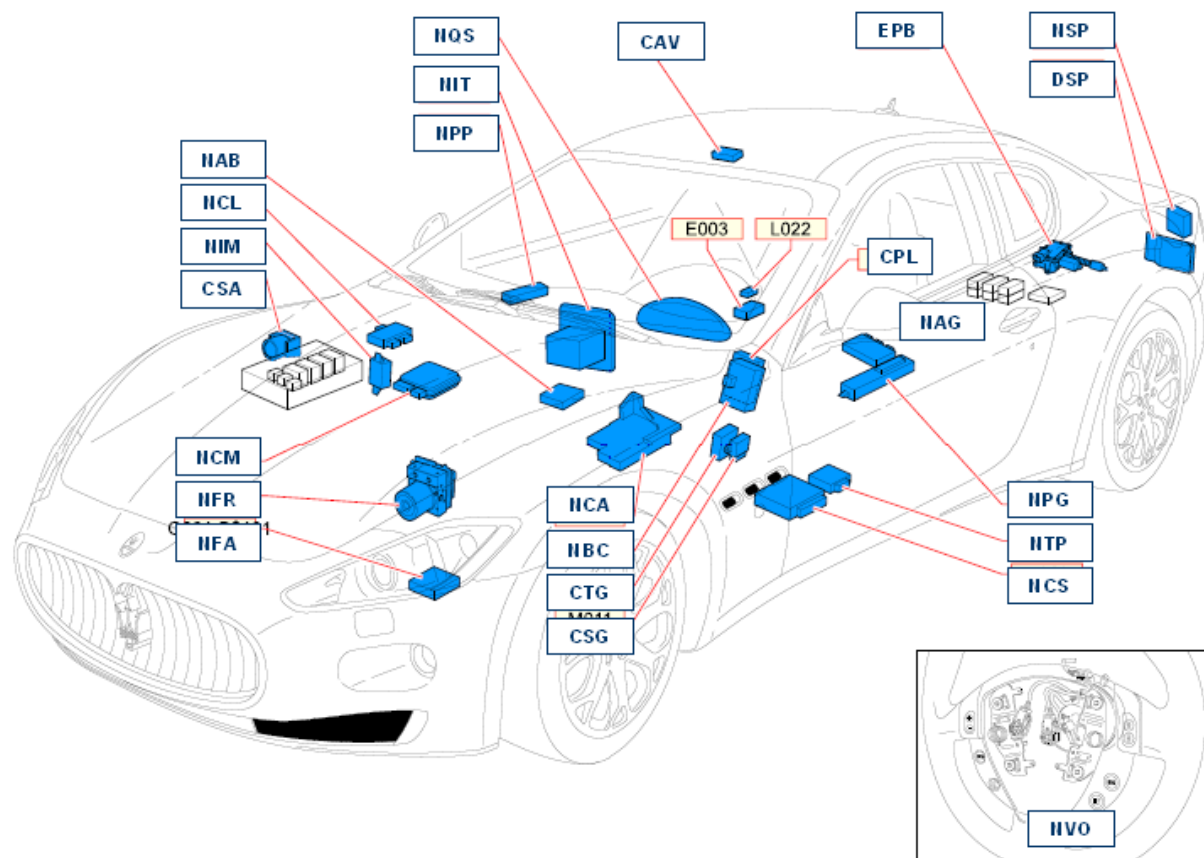 NQS
CAV
EPB
NSP
NIT
DSP
NPP
NAB
NCL
E003
L022
NIM
CPL
CSA
NAG
NCM
NFR
NCA
NPG
NFA
NBC
NTP
CTG
NCS
CSG
NVO